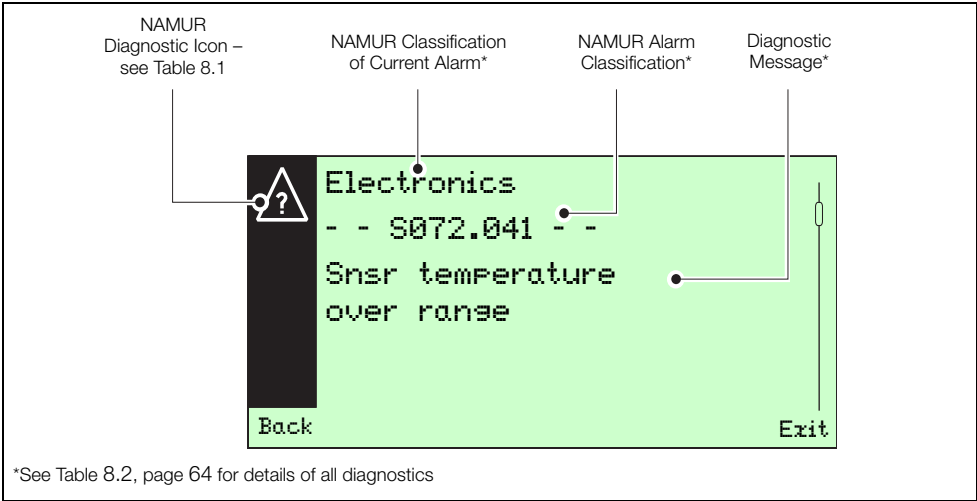 NAMUR
Diagnostic Icon –
see Table 8.1
NAMUR Classification
of Current Alarm*
NAMUR Alarm
Classification*
Diagnostic
Message*
?
Electronics
- - S072.041 - -
Snsr temperature
over range
Back
Exit
*See Table 8.2, page 64 for details of all diagnostics